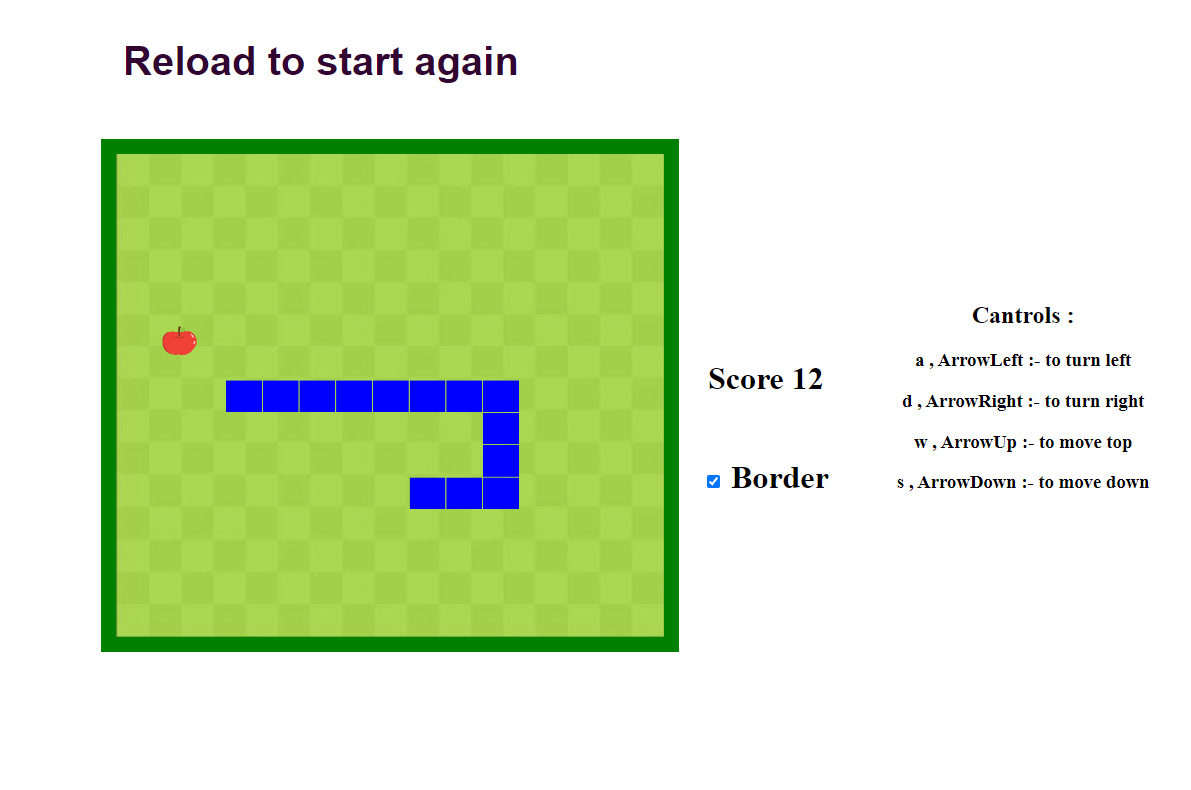 Reload to start again
Score 12
Border
Cantrols :
a , ArrowLeft :- to turn left
d , ArrowRight :- to turn right
w , ArrowUp :- to move top
s , ArrowDown :- to move down